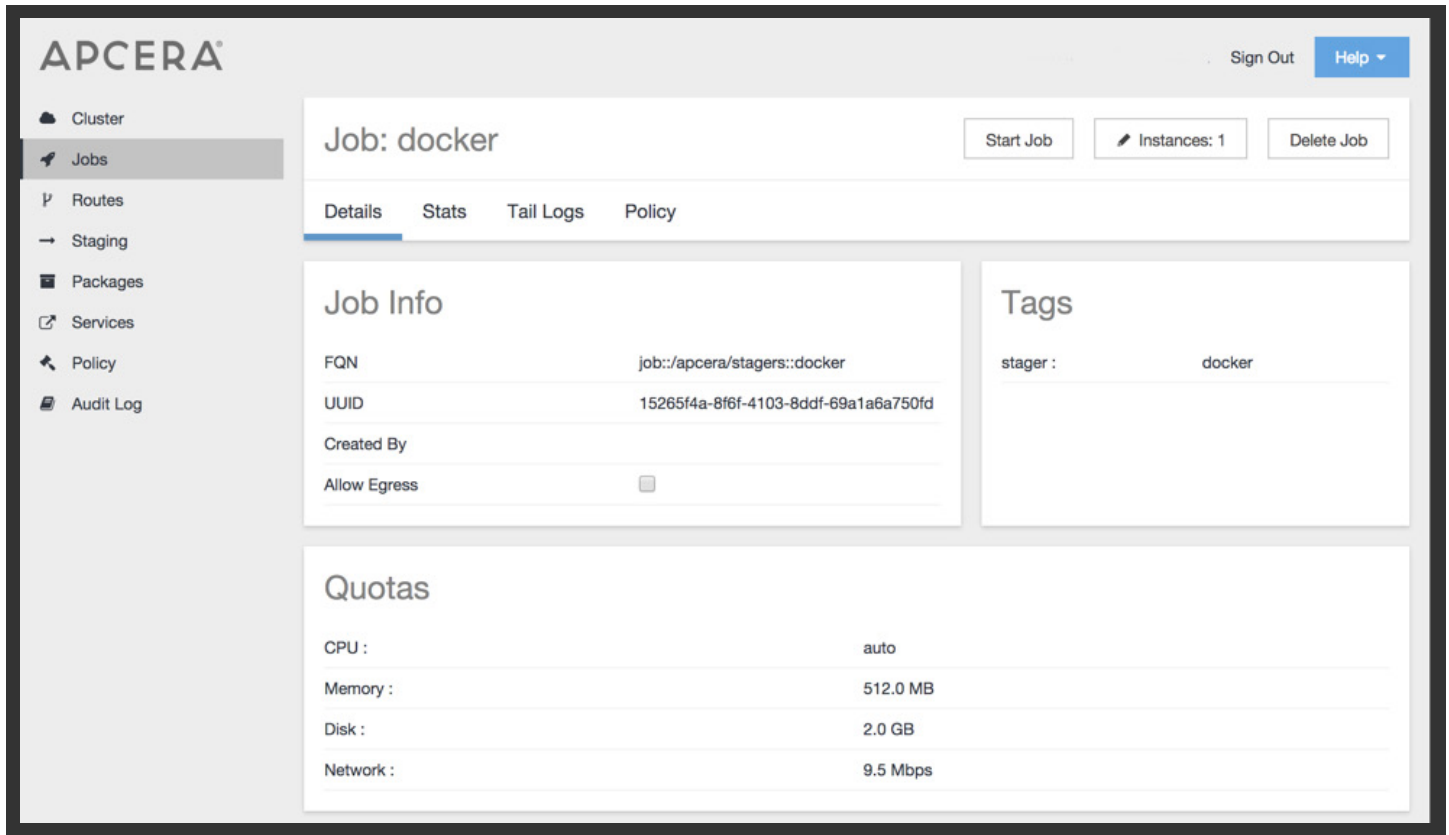 APCERA®
Sign Out
Help
Cluster
Jobs
Routes
Staging
Packages
Services
Policy
Audit Log
Job: docker
Start Job
Instances: 1
Delete Job
Details Stats Tail Logs Policy
Job Info
FQN job::/apcera/stagers::docker
UUID 15265f4a-8f6f-4103-8ddf-69a1a6a750fd
Created By
Allow Egress
Tags
stager : docker
Quotas
CPU : auto
Memory : 512.0 MB
Disk : 2.0 GB
Network : 9.5 Mbps